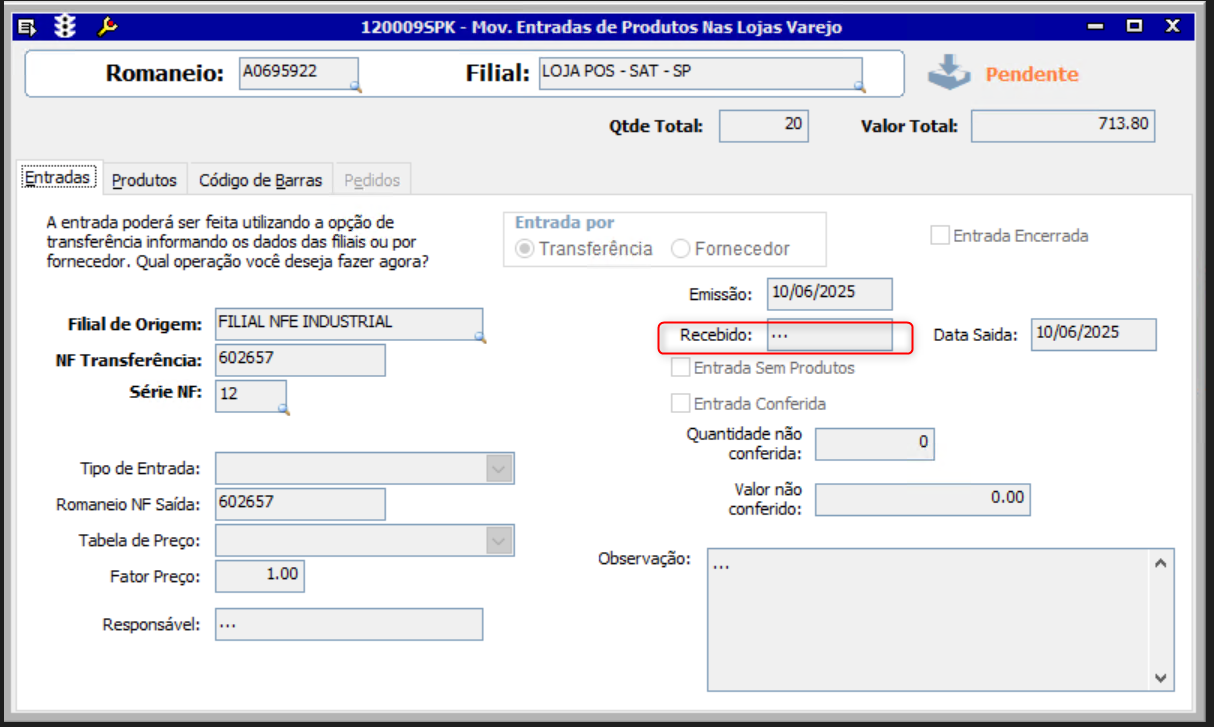 120009SPK - Mov. Entradas de Produtos Nas Lojas Varejo
Romaneio: A0695922 Filial: LOJA POS - SAT - SP Pendente
Qtde Total: 20 Valor Total: 713.80
Entradas Produtos Código de Barras Pedidos
A entrada poderá ser feita utilizando a opção de
transferência informando os dados das filiais ou por
fornecedor. Qual operação você deseja fazer agora?
Entrada por
Transferência Fornecedor
Entrada Encerrada
Emissão: 10/06/2025
Filial de Origem: FILIAL NFE INDUSTRIAL
Recebido: ... Data Saida: 10/06/2025
NF Transferência: 602657
Entrada Sem Produtos
Série NF: 12
Entrada Conferida
Quantidade não
conferida: 0
Tipo de Entrada:
Valor não
conferido: 0.00
Romaneio NF Saída: 602657
Tabela de Preço:
Fator Preço: 1.00
Responsável: ...
Observação: ...